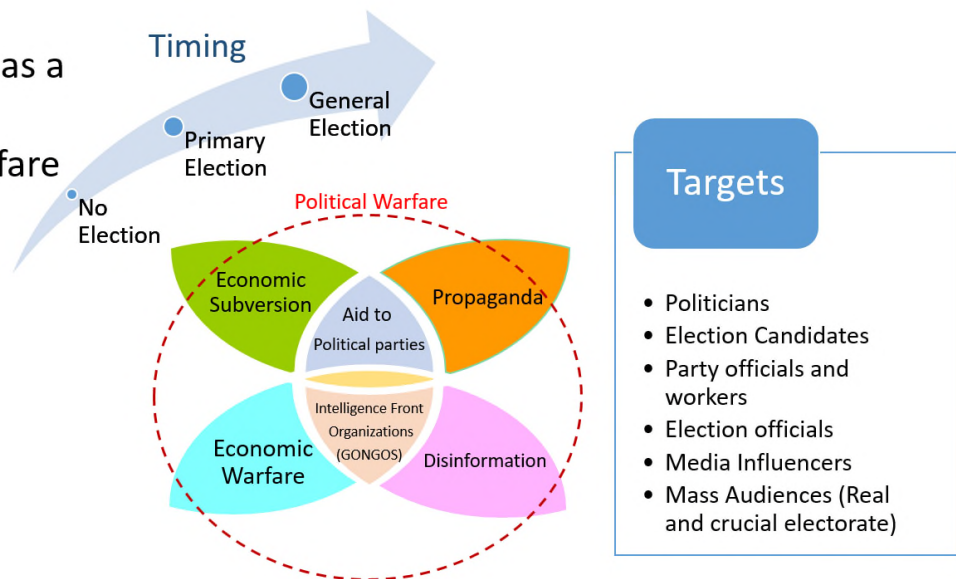 as a
fare
Timing
General
Election
Primary
Election
No
Election
Political Warfare
Economic
Subversion
Propaganda
Aid to
Political parties
Intelligence Front
Organizations
(GONGOS)
Economic
Warfare
Disinformation
Targets
• Politicians
• Election Candidates
• Party officials and
workers
• Election officials
• Media Influencers
• Mass Audiences (Real
and crucial electorate)